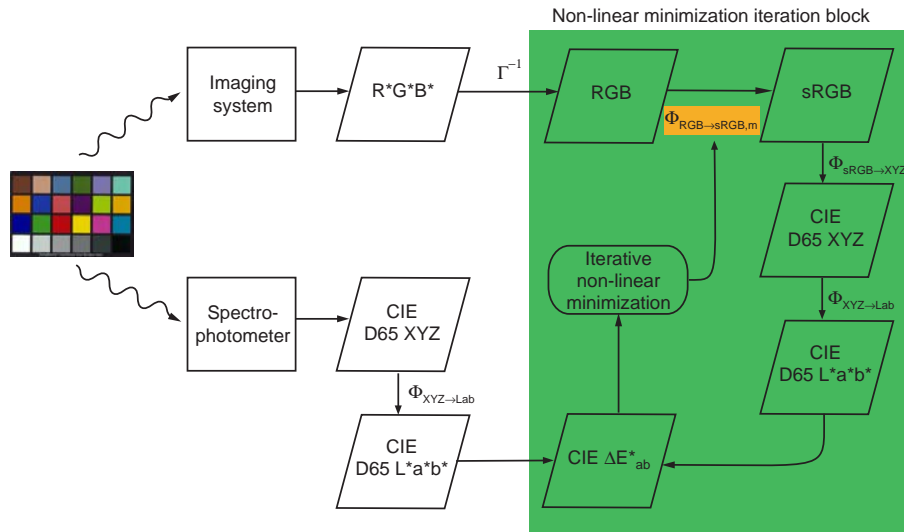 Non-linear minimization iteration block
Imaging
system
R*G*B*
Γ⁻¹
RGB
sRGB
ΦRGB→sRGB,m
ΦsRGB→XYZ
CIE
D65 XYZ
Iterative
non-linear
minimization
Spectro-
photometer
CIE
D65 XYZ
ΦXYZ→Lab
CIE
D65 L*a*b*
ΦXYZ→Lab
CIE
D65 L*a*b*
CIE ΔE*ab